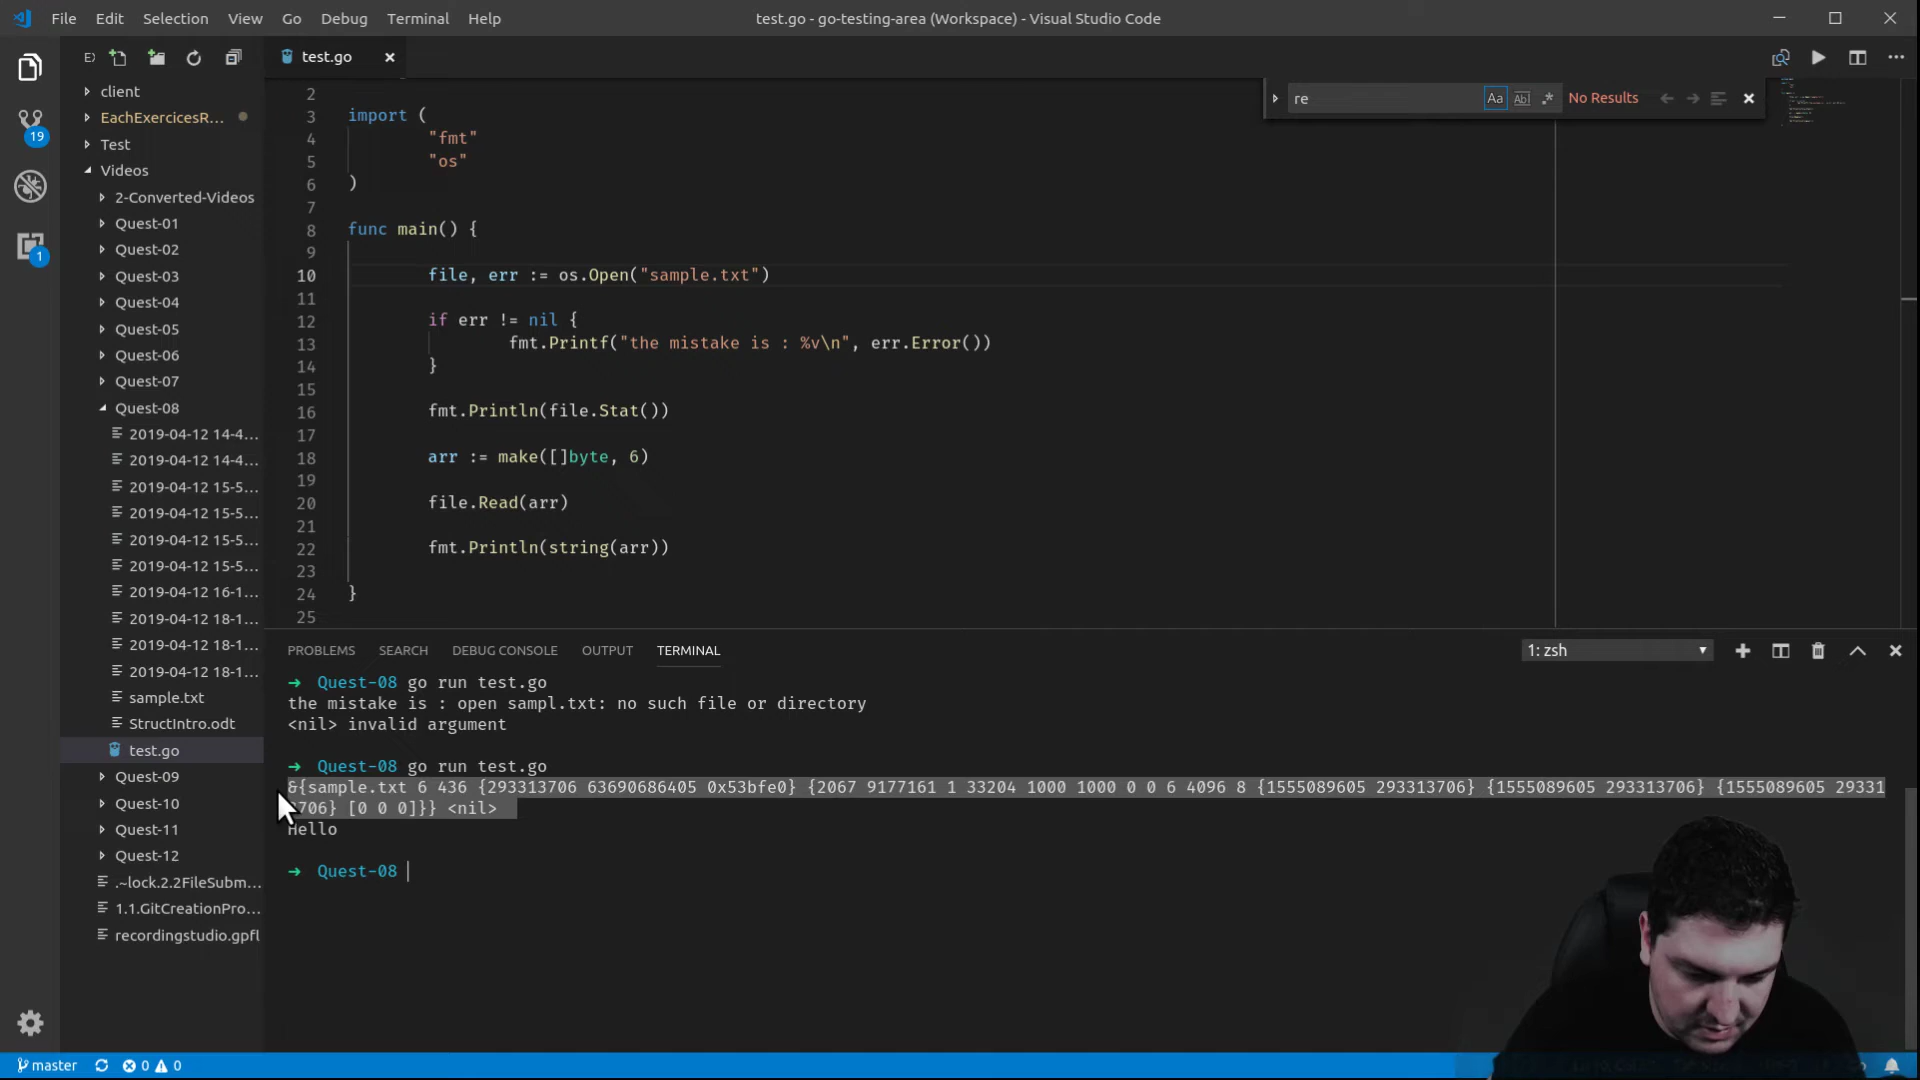 File Edit Selection View Go Debug Terminal Help
test.go - go-testing-area (Workspace) - Visual Studio Code
test.go
client
EachExercicesR...
Test
Videos
2-Converted-Videos
Quest-01
Quest-02
Quest-03
Quest-04
Quest-05
Quest-06
Quest-07
Quest-08
2019-04-12 14-4...
2019-04-12 14-4...
2019-04-12 15-5...
2019-04-12 15-5...
2019-04-12 15-5...
2019-04-12 15-5...
2019-04-12 16-1...
2019-04-12 18-1...
2019-04-12 18-1...
2019-04-12 18-1...
sample.txt
StructIntro.odt
test.go
Quest-09
Quest-10
Quest-11
Quest-12
.~lock.2.2FileSubm...
1.1.GitCreationPro...
recordingstudio.gpfl
19
1
re
Aa
Abl
No Results
2
3 import (
4 "fmt"
5 "os"
6 )
7
8 func main() {
9
10 file, err := os.Open("sample.txt")
11
12 if err != nil {
13 fmt.Printf("the mistake is : %v\n", err.Error())
14 }
15
16 fmt.Println(file.Stat())
17
18 arr := make([]byte, 6)
19
20 file.Read(arr)
21
22 fmt.Println(string(arr))
23
24 }
25
PROBLEMS SEARCH DEBUG CONSOLE OUTPUT TERMINAL
1: zsh
➜ Quest-08 go run test.go
the mistake is : open sampl.txt: no such file or directory
<nil> invalid argument
➜ Quest-08 go run test.go
&{sample.txt 6 436 {293313706 63690686405 0x53bfe0} {2067 9177161 1 33204 1000 1000 0 0 6 4096 8 {1555089605 293313706} {1555089605 293313706} {1555089605 29331
3706} [0 0 0]}} <nil>
Hello
➜ Quest-08
master 0 0